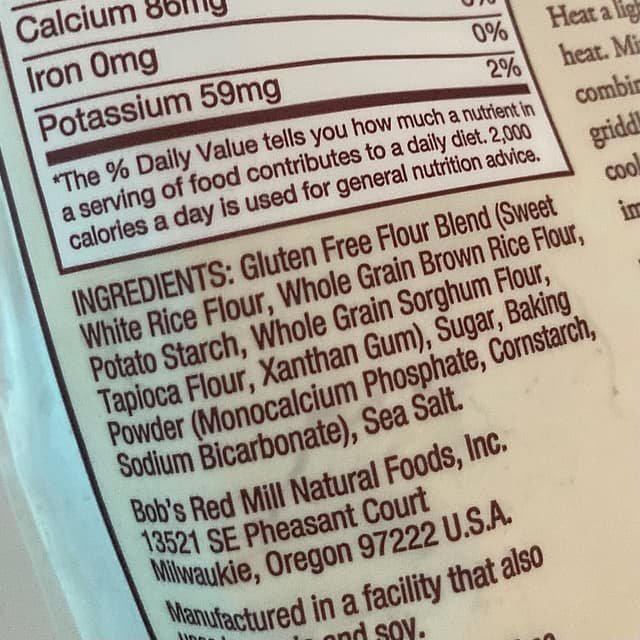 Calcium 86mg
0%
Iron 0mg
0%
Potassium 59mg
2%
*The % Daily Value tells you how much a nutrient in
a serving of food contributes to a daily diet. 2,000
calories a day is used for general nutrition advice.
INGREDIENTS: Gluten Free Flour Blend (Sweet
White Rice Flour, Whole Grain Brown Rice Flour,
Potato Starch, Whole Grain Sorghum Flour,
Tapioca Flour, Xanthan Gum), Sugar, Baking
Powder (Monocalcium Phosphate, Cornstarch,
Sodium Bicarbonate), Sea Salt.
Bob's Red Mill Natural Foods, Inc.
13521 SE Pheasant Court
Milwaukie, Oregon 97222 U.S.A.
Manufactured in a facility that also
and soy.
Heat a lig
heat. Mi
combin
griddl
cool